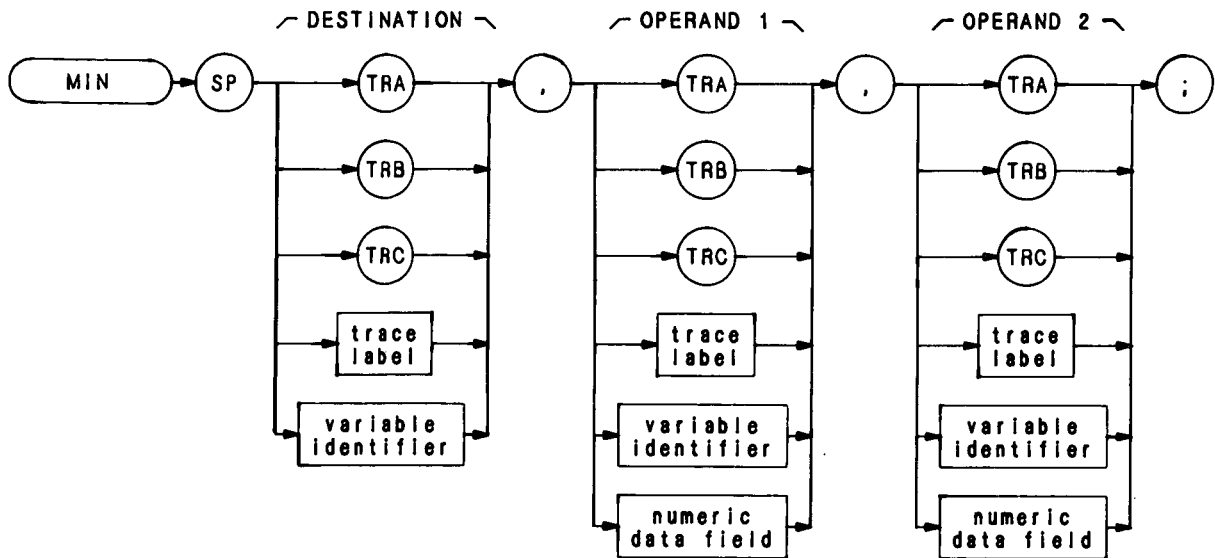 DESTINATION OPERAND 1 OPERAND 2
MIN SP TRA , TRA , TRA ;
TRB TRB TRB
TRC TRC TRC
trace label trace label trace label
variable identifier variable identifier variable identifier
numeric data field numeric data field